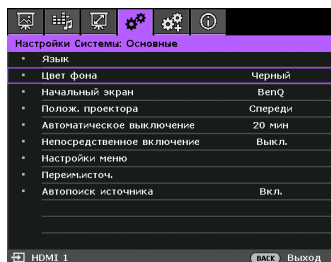 Настройки Системы: Основные
Язык
Цвет фона Черный
Начальный экран BenQ
Полож. проектора Спереди
Автоматическое выключение 20 мин
Непосредственное включение Выкл.
Настройки меню
Переим.источ.
Автопоиск источника Вкл.
HDMI 1 BACK Выход